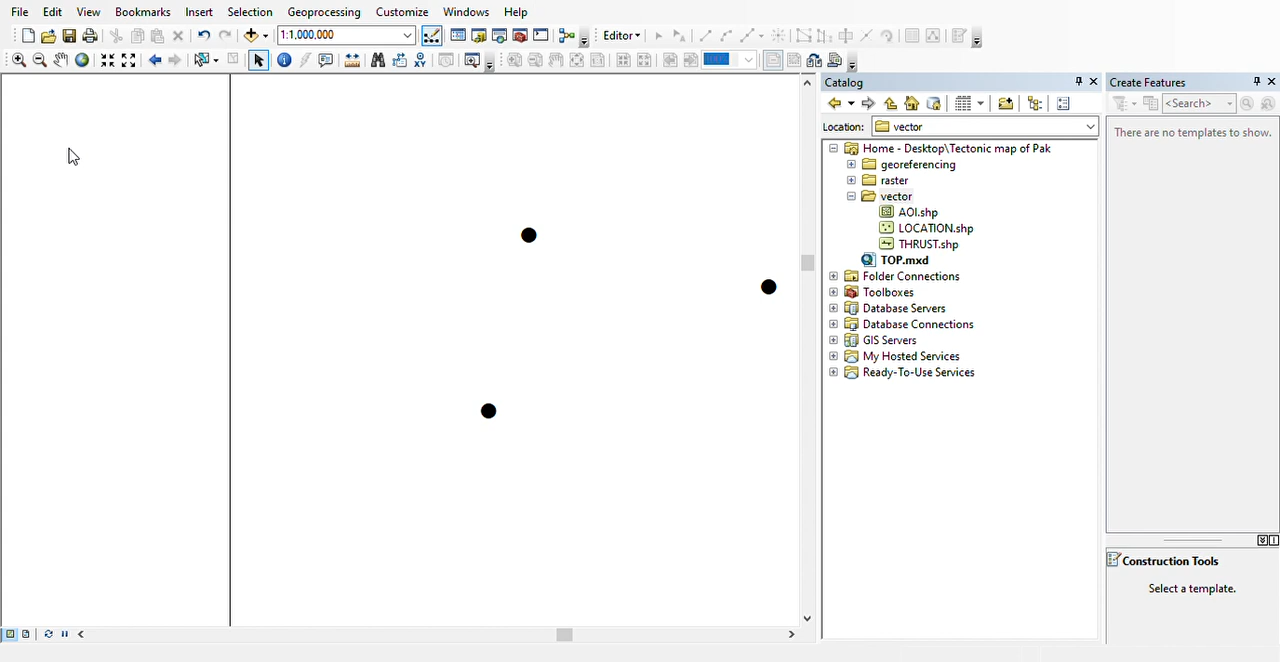 File Edit View Bookmarks Insert Selection Geoprocessing Customize Windows Help
1:1,000,000 Editor
Catalog
Location: vector
Home - Desktop\Tectonic map of Pak
georeferencing
raster
vector
AOI.shp
LOCATION.shp
THRUST.shp
TOP.mxd
Folder Connections
Toolboxes
Database Servers
Database Connections
GIS Servers
My Hosted Services
Ready-To-Use Services
Create Features
<Search>
There are no templates to show.
Construction Tools
Select a template.